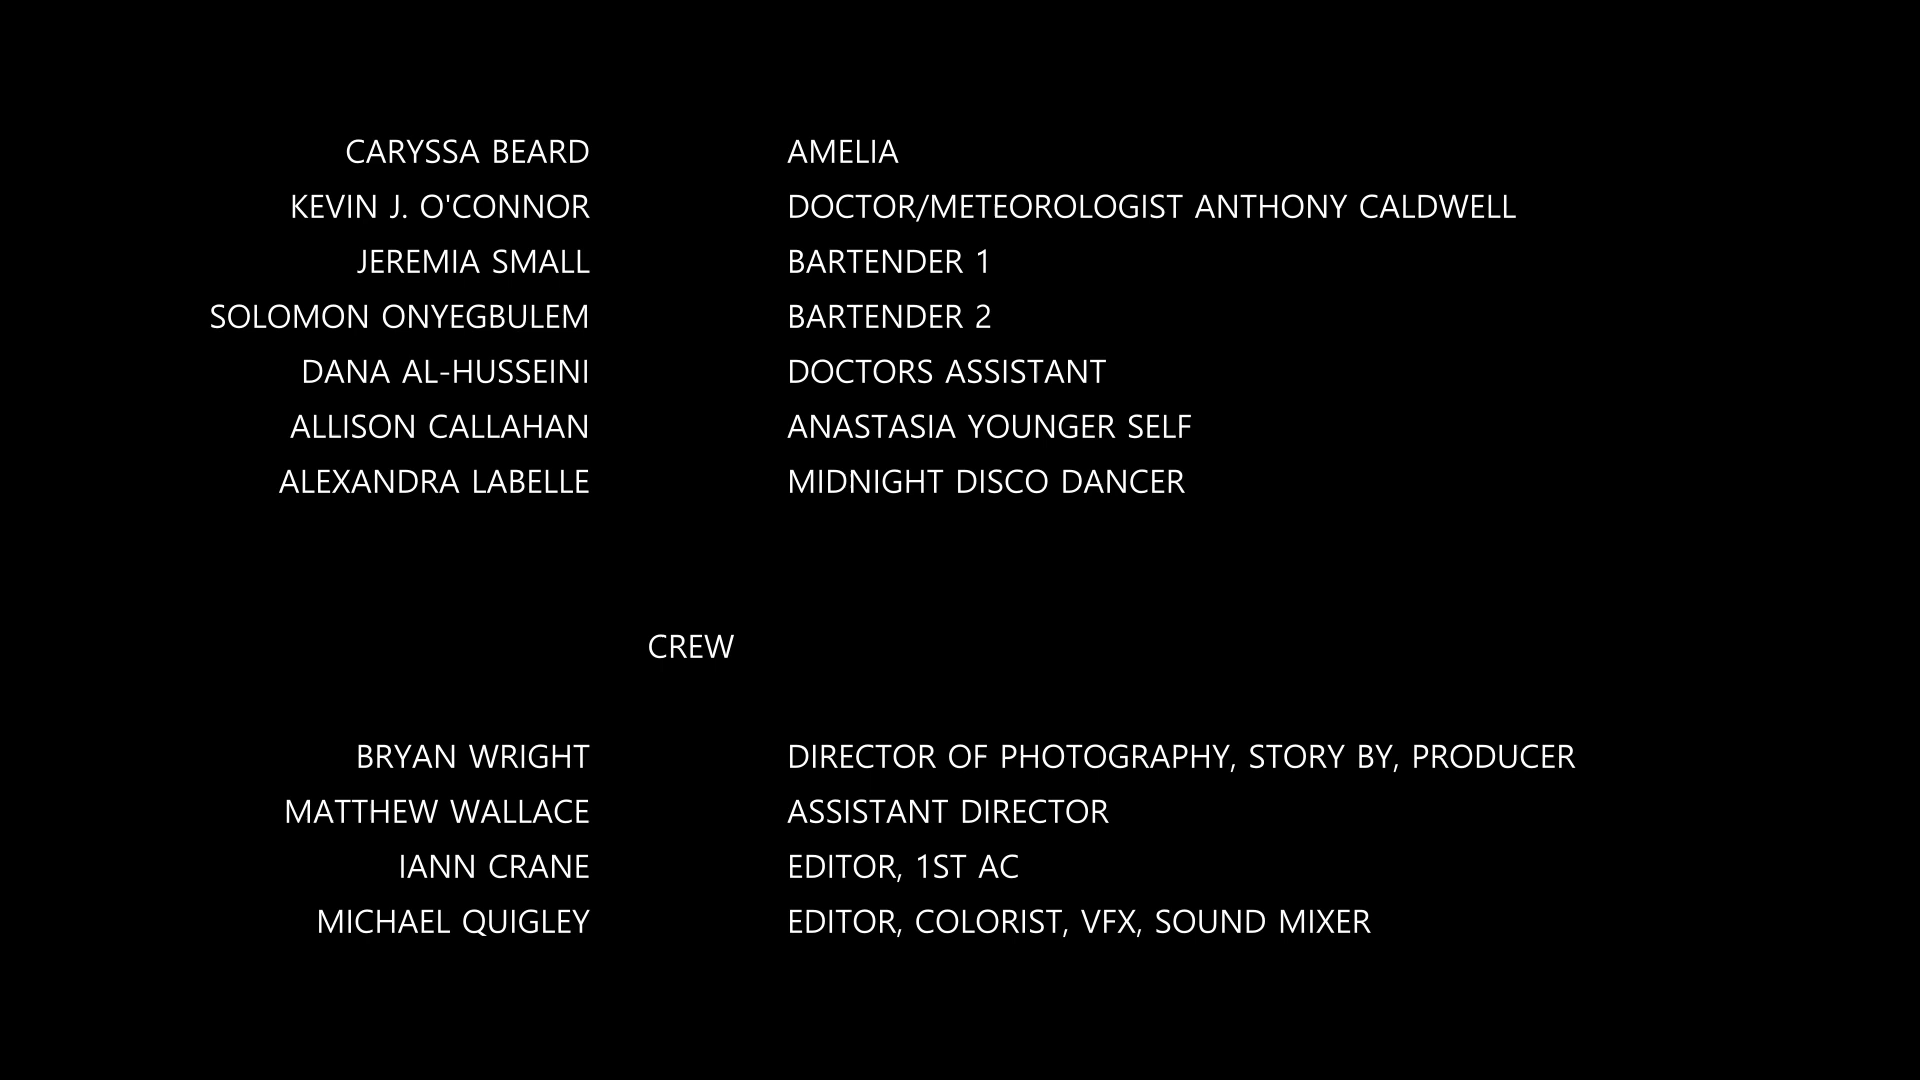 CARYSSA BEARD AMELIA
KEVIN J. O'CONNOR DOCTOR/METEOROLOGIST ANTHONY CALDWELL
JEREMIA SMALL BARTENDER 1
SOLOMON ONYEGBULEM BARTENDER 2
DANA AL-HUSSEINI DOCTORS ASSISTANT
ALLISON CALLAHAN ANASTASIA YOUNGER SELF
ALEXANDRA LABELLE MIDNIGHT DISCO DANCER
CREW
BRYAN WRIGHT DIRECTOR OF PHOTOGRAPHY, STORY BY, PRODUCER
MATTHEW WALLACE ASSISTANT DIRECTOR
IANN CRANE EDITOR, 1ST AC
MICHAEL QUIGLEY EDITOR, COLORIST, VFX, SOUND MIXER